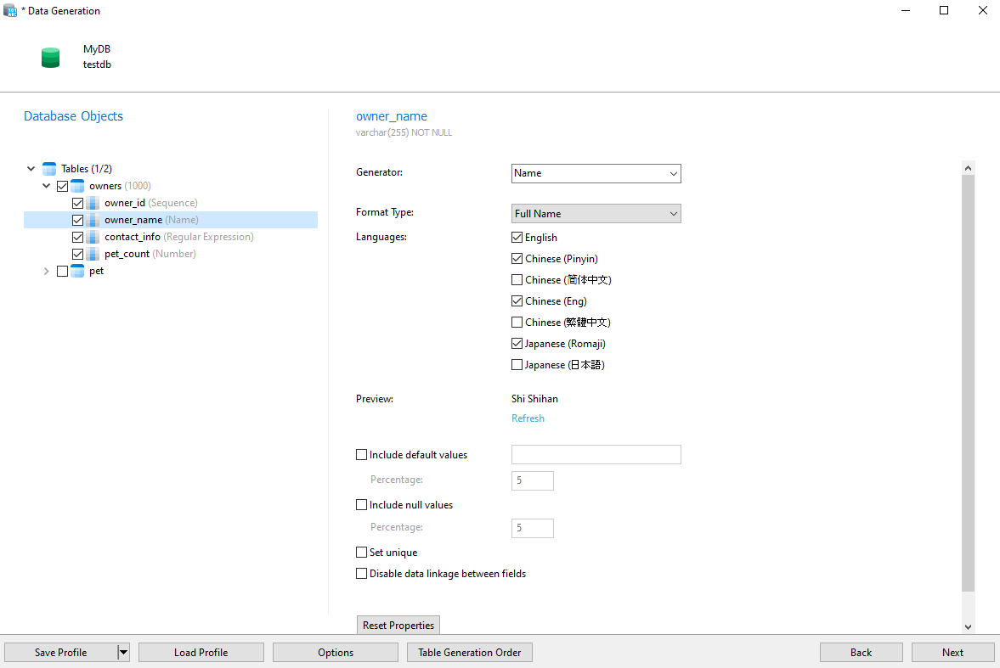 * Data Generation
MyDB
testdb
Database Objects
Tables (1/2)
owners (1000)
owner_id (Sequence)
owner_name (Name)
contact_info (Regular Expression)
pet_count (Number)
pet
owner_name
varchar(255) NOT NULL
Generator: Name
Format Type: Full Name
Languages: English
Chinese (Pinyin)
Chinese (简体中文)
Chinese (Eng)
Chinese (繁體中文)
Japanese (Romaji)
Japanese (日本語)
Preview: Shi Shihan
Refresh
Include default values
Percentage: 5
Include null values
Percentage: 5
Set unique
Disable data linkage between fields
Reset Properties
Save Profile Load Profile Options Table Generation Order Back Next